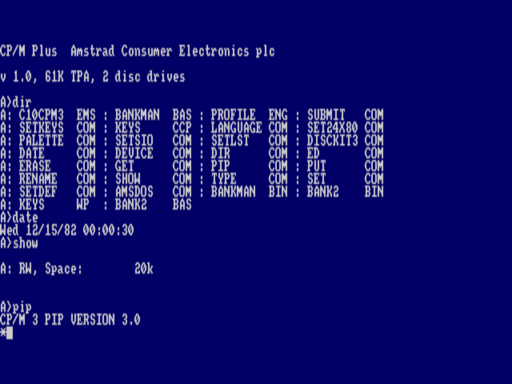 CP/M Plus  Amstrad Consumer Electronics plc
v 1.0, 61K TPA, 2 disc drives
A>dir
A: C10CPM3  EMS : BANKMAN  BAS : PROFILE  ENG : SUBMIT   COM
A: SETKEYS  COM : KEYS     CCP : LANGUAGE COM : SET24X80 COM
A: PALETTE  COM : SETSIO   COM : SETLST   COM : DISCKIT3 COM
A: DATE     COM : DEVICE   COM : DIR      COM : ED       COM
A: ERASE    COM : GET      COM : PIP      COM : PUT      COM
A: RENAME   COM : SHOW     COM : TYPE     COM : SET      COM
A: SETDEF   COM : AMSDOS   COM : BANKMAN  BIN : BANK2    BIN
A: KEYS     WP  : BANK2    BAS
A>date
Wed 12/15/82 00:00:30
A>show
A: RW, Space:        20k
A>pip
CP/M 3 PIP VERSION 3.0
*